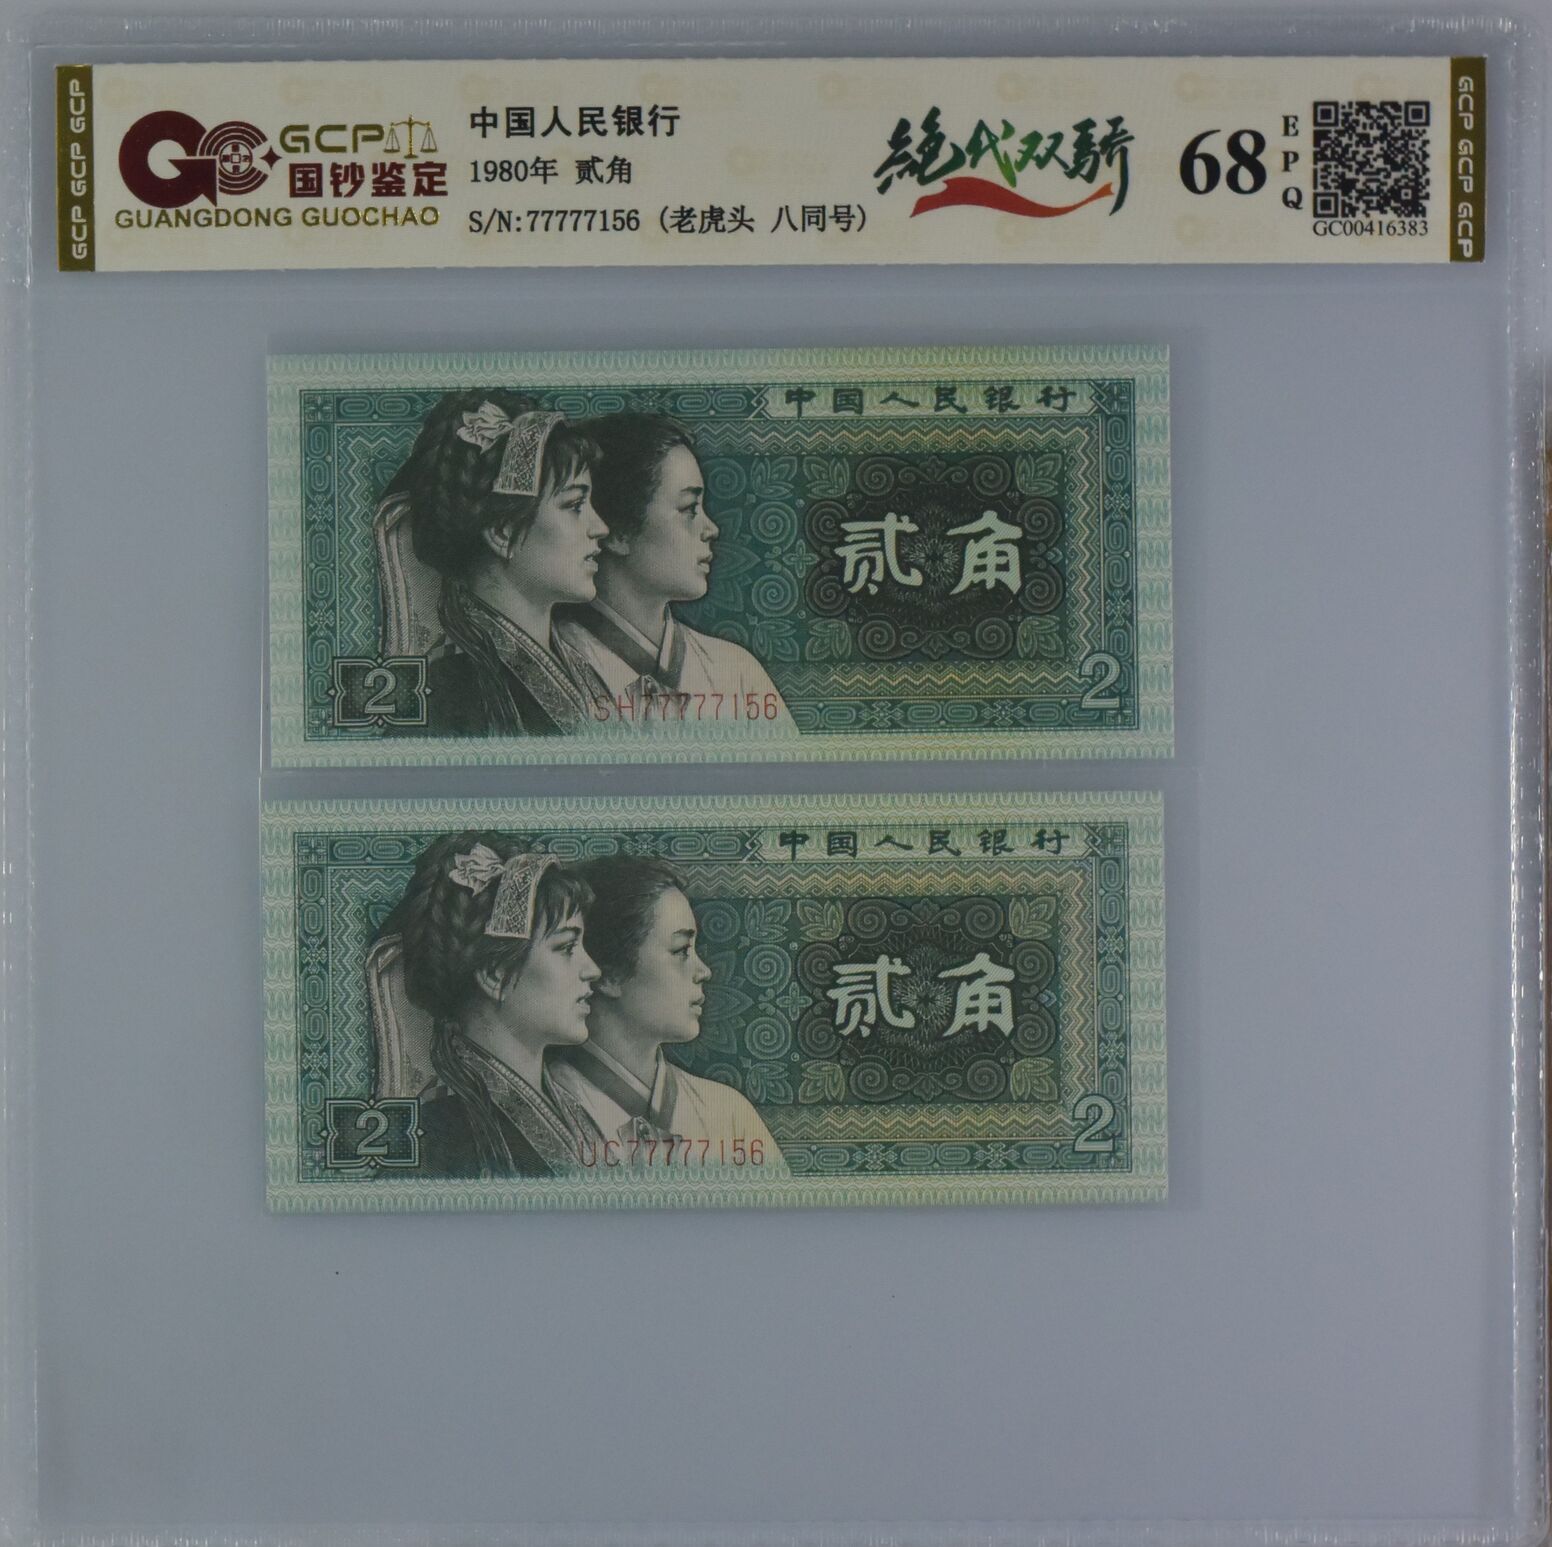 GCP GCP GCP
GCP
国钞鉴定
GUANGDONG GUOCHAO
中国人民银行
1980年 贰角
S/N:77777156 (老虎头 八同号)
绝代双骄
68
EPQ
GC00416383
GCP GCP GCP
中国人民银行
贰角
2
SH77777156
2
中国人民银行
贰角
2
UC77777156
2